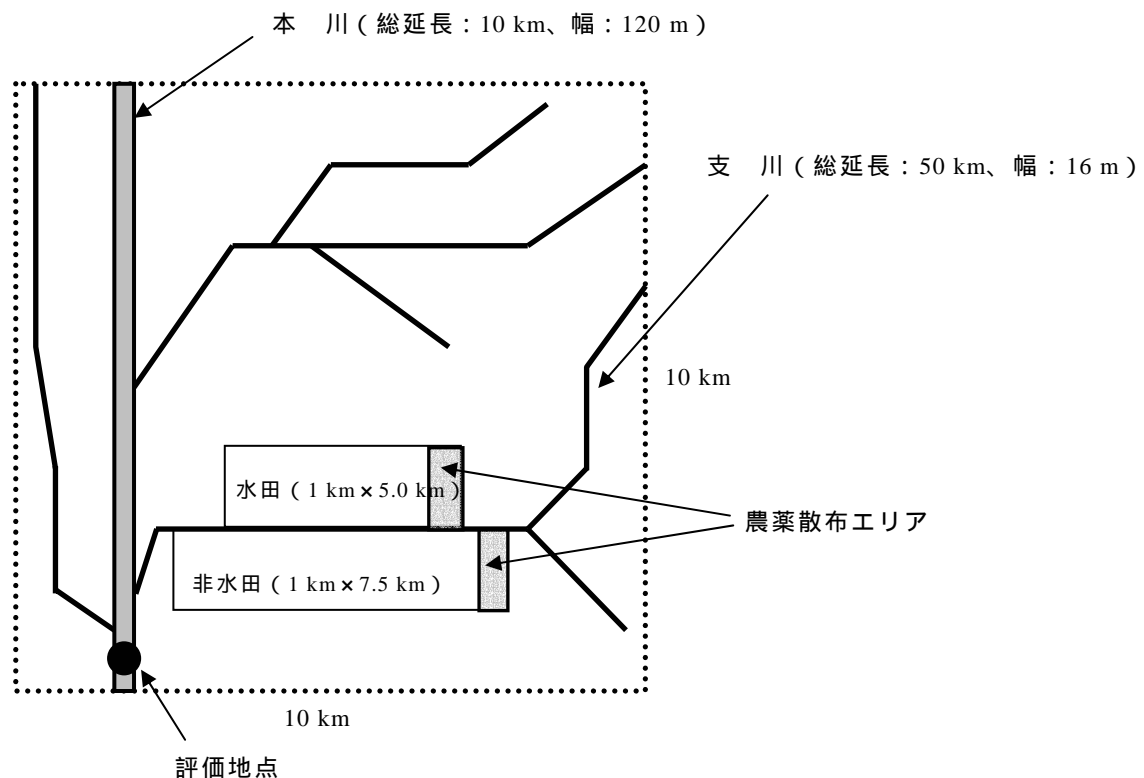 本　川（総延長：10 km、幅：120 m）
支　川（総延長：50 km、幅：16 m）
10 km
水田（1 km×5.0 km）
農薬散布エリア
非水田（1 km×7.5 km）
10 km
評価地点